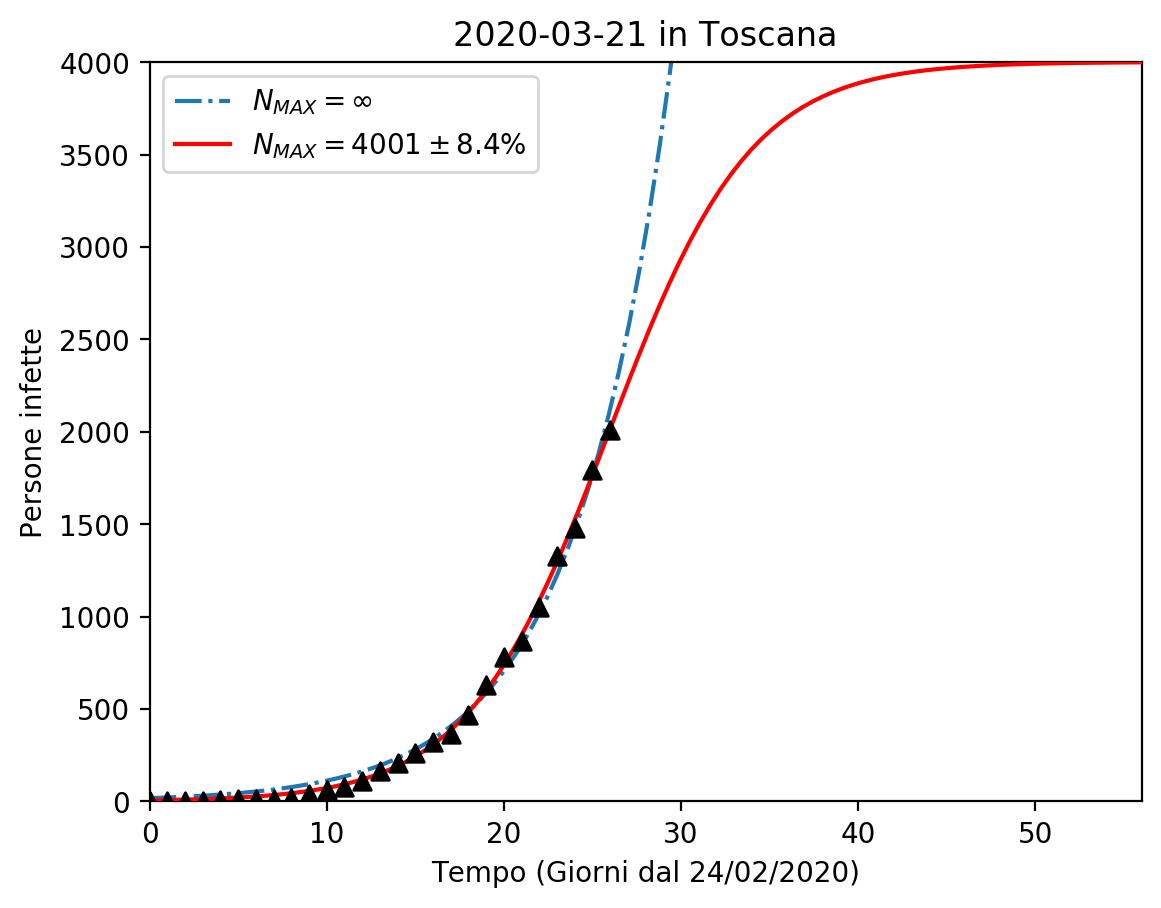 2020-03-21 in Toscana
N_MAX = ∞
N_MAX = 4001 ± 8.4%
4000
3500
3000
2500
2000
1500
1000
500
0
Persone infette
0 10 20 30 40 50
Tempo (Giorni dal 24/02/2020)